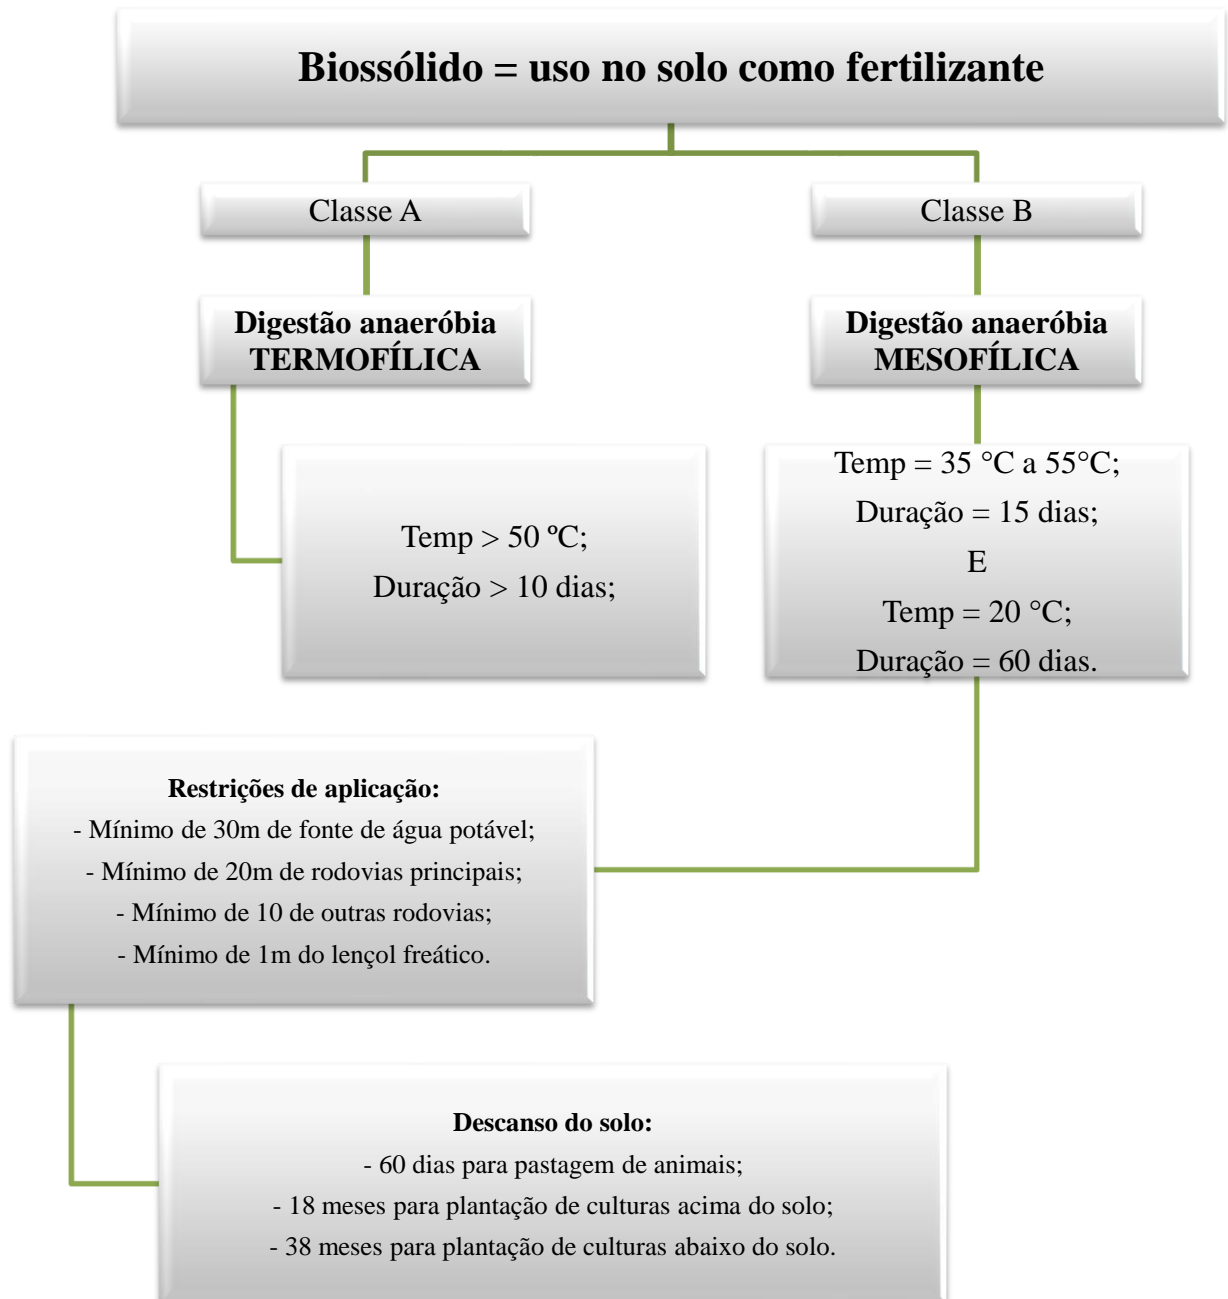 Biossólido = uso no solo como fertilizante
Classe A
Classe B
Digestão anaeróbia
TERMOFÍLICA
Digestão anaeróbia
MESOFÍLICA
Temp > 50 ºC;
Duração > 10 dias;
Temp = 35 °C a 55°C;
Duração = 15 dias;
E
Temp = 20 °C;
Duração = 60 dias.
Restrições de aplicação:
- Mínimo de 30m de fonte de água potável;
- Mínimo de 20m de rodovias principais;
- Mínimo de 10 de outras rodovias;
- Mínimo de 1m do lençol freático.
Descanso do solo:
- 60 dias para pastagem de animais;
- 18 meses para plantação de culturas acima do solo;
- 38 meses para plantação de culturas abaixo do solo.